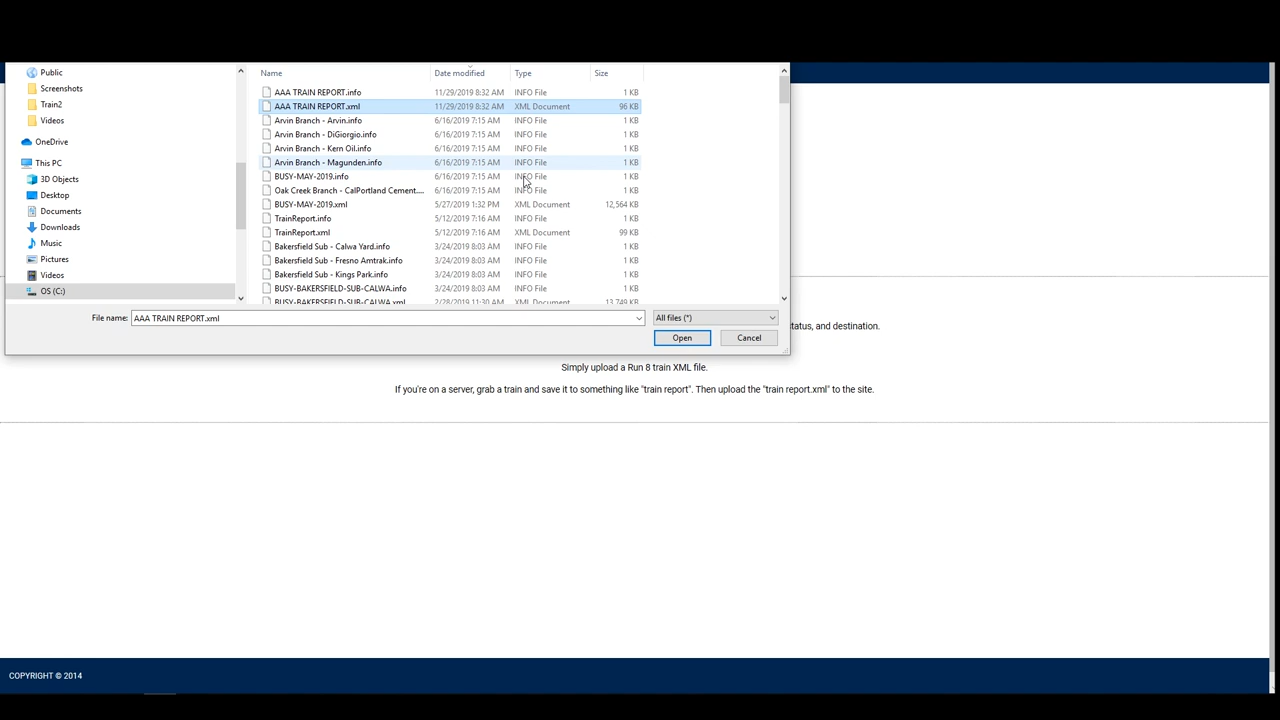 Public
Screenshots
Train2
Videos
OneDrive
This PC
3D Objects
Desktop
Documents
Downloads
Music
Pictures
Videos
OS (C:)
Name Date modified Type Size
AAA TRAIN REPORT.info 11/29/2019 8:32 AM INFO File 1 KB
AAA TRAIN REPORT.xml 11/29/2019 8:32 AM XML Document 96 KB
Arvin Branch - Arvin.info 6/16/2019 7:15 AM INFO File 1 KB
Arvin Branch - DiGiorgio.info 6/16/2019 7:15 AM INFO File 1 KB
Arvin Branch - Kern Oil.info 6/16/2019 7:15 AM INFO File 1 KB
Arvin Branch - Magunden.info 6/16/2019 7:15 AM INFO File 1 KB
BUSY-MAY-2019.info 6/16/2019 7:15 AM INFO File 1 KB
Oak Creek Branch - CalPortland Cement.... 6/16/2019 7:15 AM INFO File 1 KB
BUSY-MAY-2019.xml 5/27/2019 1:32 PM XML Document 12,564 KB
TrainReport.info 5/12/2019 7:16 AM INFO File 1 KB
TrainReport.xml 5/12/2019 7:16 AM XML Document 99 KB
Bakersfield Sub - Calwa Yard.info 3/24/2019 8:03 AM INFO File 1 KB
Bakersfield Sub - Fresno Amtrak.info 3/24/2019 8:03 AM INFO File 1 KB
Bakersfield Sub - Kings Park.info 3/24/2019 8:03 AM INFO File 1 KB
BUSY-BAKERSFIELD-SUB-CALWA.info 3/24/2019 8:03 AM INFO File 1 KB
BUSY-BAKERSFIELD-SUB-CALWA.xml 2/28/2019 11:30 AM XML Document 13,749 KB
File name: AAA TRAIN REPORT.xml All files (*)
Open Cancel
tatus, and destination.
Simply upload a Run 8 train XML file.
If you're on a server, grab a train and save it to something like "train report". Then upload the "train report.xml" to the site.
COPYRIGHT © 2014